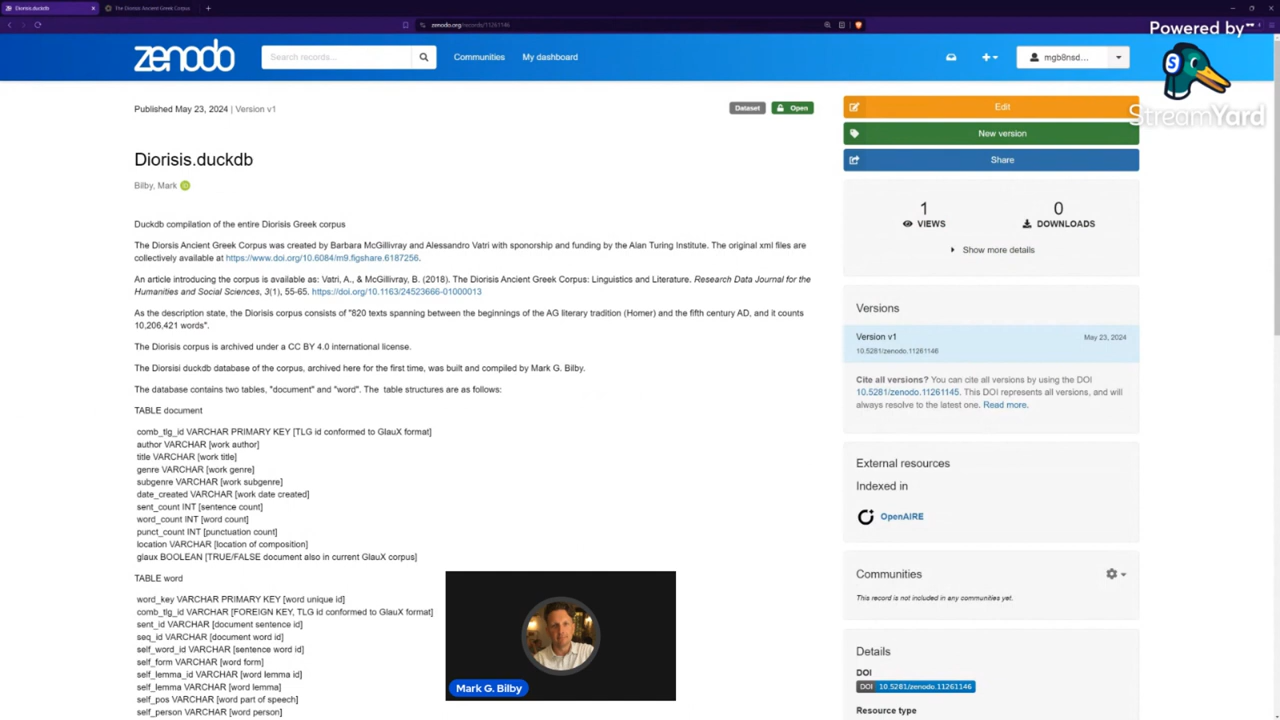 Diorisis.duckdb
The Diorisis Ancient Greek Corpus
zenodo.org/records/11261146
Powered by
StreamYard
zenodo
Search records...
Communities
My dashboard
mgb8nsd...
Published May 23, 2024 | Version v1
Dataset
Open
Edit
New version
Share
Diorisis.duckdb
Bilby, Mark
1
VIEWS
0
DOWNLOADS
Show more details
Duckdb compilation of the entire Diorisis Greek corpus
The Diorsis Ancient Greek Corpus was created by Barbara McGillivray and Alessandro Vatri with sponorship and funding by the Alan Turing Institute. The original xml files are
collectively available at https://www.doi.org/10.6084/m9.figshare.6187256.
An article introducing the corpus is available as: Vatri, A., & McGillivray, B. (2018). The Diorisis Ancient Greek Corpus: Linguistics and Literature. Research Data Journal for the
Humanities and Social Sciences, 3(1), 55-65. https://doi.org/10.1163/24523666-01000013
As the description state, the Diorisis corpus consists of "820 texts spanning between the beginnings of the AG literary tradition (Homer) and the fifth century AD, and it counts
10,206,421 words".
The Diorisis corpus is archived under a CC BY 4.0 international license.
The Diorisi duckdb database of the corpus, archived here for the first time, was built and compiled by Mark G. Bilby.
The database contains two tables, "document" and "word". The table structures are as follows:
TABLE document
comb_tlg_id VARCHAR PRIMARY KEY [TLG id conformed to GlauX format]
author VARCHAR [work author]
title VARCHAR [work title]
genre VARCHAR [work genre]
subgenre VARCHAR [work subgenre]
date_created VARCHAR [work date created]
sent_count INT [sentence count]
word_count INT [word count]
punct_count INT [punctuation count]
location VARCHAR [location of composition]
glaux BOOLEAN [TRUE/FALSE document also in current GlauX corpus]
TABLE word
word_key VARCHAR PRIMARY KEY [word unique id]
comb_tlg_id VARCHAR [FOREIGN KEY, TLG id conformed to GlauX format]
sent_id VARCHAR [document sentence id]
seq_id VARCHAR [document word id]
self_word_id VARCHAR [sentence word id]
self_form VARCHAR [word form]
self_lemma_id VARCHAR [word lemma id]
self_lemma VARCHAR [word lemma]
self_pos VARCHAR [word part of speech]
self_person VARCHAR [word person]
Versions
Version v1
May 23, 2024
10.5281/zenodo.11261146
Cite all versions? You can cite all versions by using the DOI
10.5281/zenodo.11261145. This DOI represents all versions, and will
always resolve to the latest one. Read more.
External resources
Indexed in
OpenAIRE
Communities
This record is not included in any communities yet.
Details
DOI
DOI 10.5281/zenodo.11261146
Resource type
Mark G. Bilby